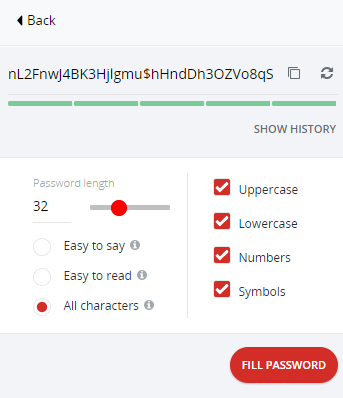 Back
nL2FnwJ4BK3Hjlgmu$hHndDh3OZVo8qS
SHOW HISTORY
Password length
32
Easy to say
Easy to read
All characters
Uppercase
Lowercase
Numbers
Symbols
FILL PASSWORD